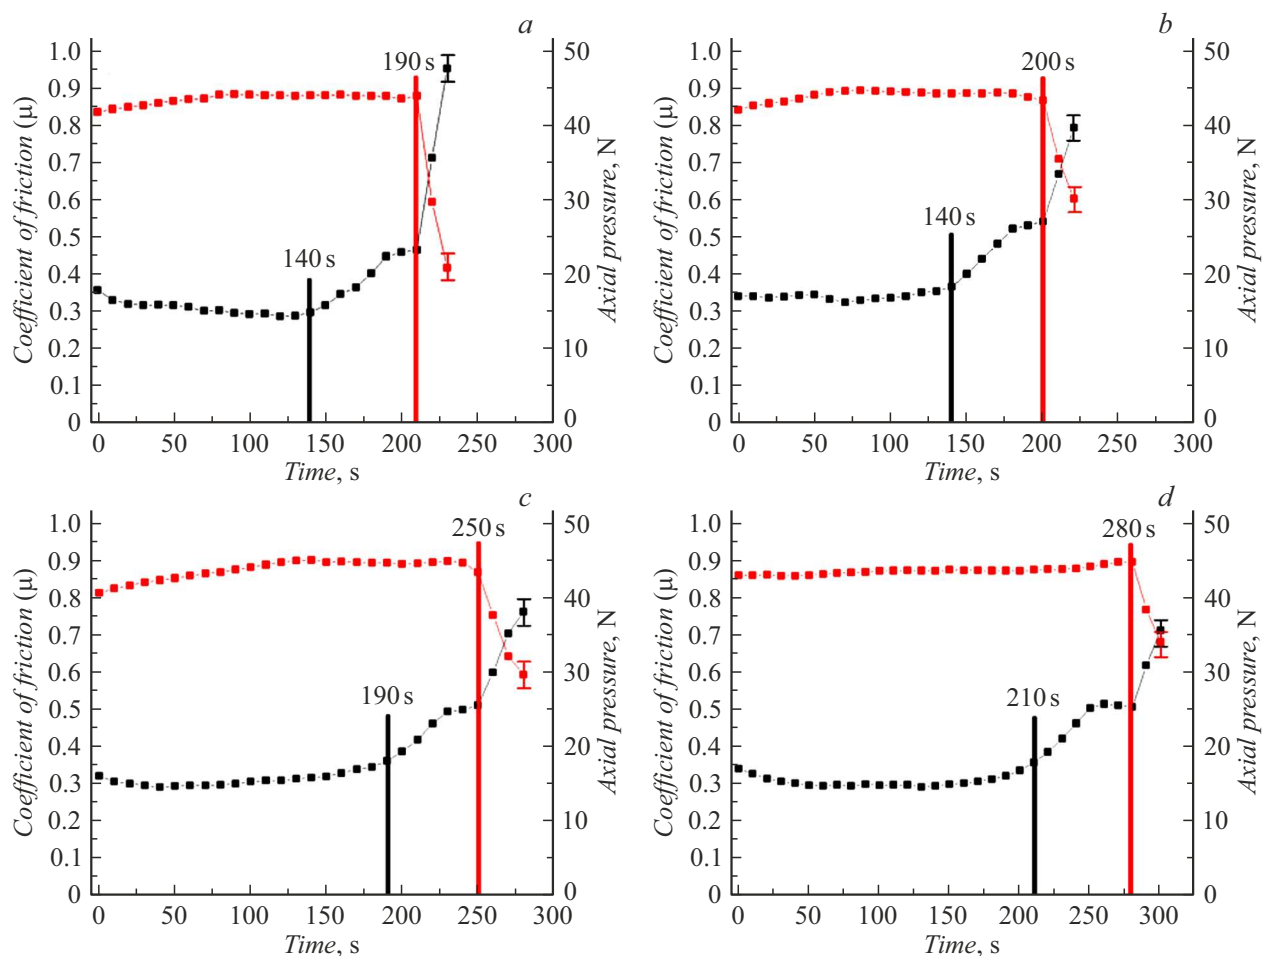 a
Coefficient of friction (μ)
1.0
0.9
0.8
0.7
0.6
0.5
0.4
0.3
0.2
0.1
0
190 s
140 s
50
40
30
20
10
0
Axial pressure, N
0 50 100 150 200 250 300
Time, s
b
Coefficient of friction (μ)
1.0
0.9
0.8
0.7
0.6
0.5
0.4
0.3
0.2
0.1
0
200 s
140 s
50
40
30
20
10
0
Axial pressure, N
0 50 100 150 200 250 300
Time, s
c
Coefficient of friction (μ)
1.0
0.9
0.8
0.7
0.6
0.5
0.4
0.3
0.2
0.1
0
250 s
190 s
50
40
30
20
10
0
Axial pressure, N
0 50 100 150 200 250 300
Time, s
d
Coefficient of friction (μ)
1.0
0.9
0.8
0.7
0.6
0.5
0.4
0.3
0.2
0.1
0
280 s
210 s
50
40
30
20
10
0
Axial pressure, N
0 50 100 150 200 250 300
Time, s